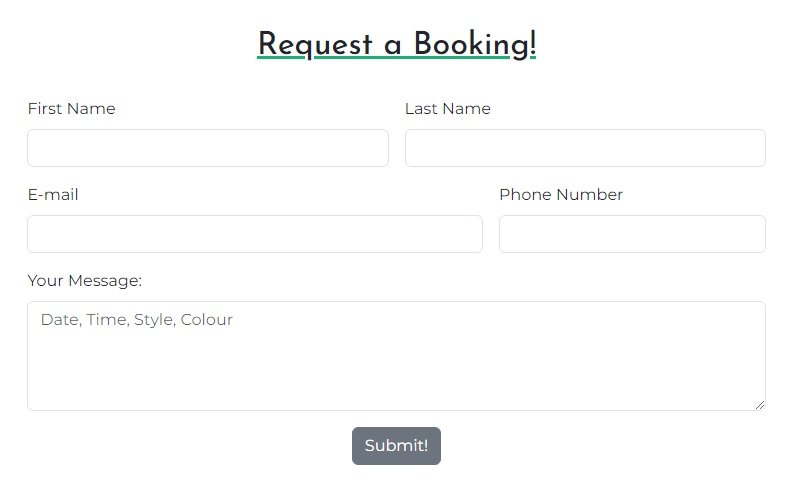 Request a Booking!
First Name Last Name
E-mail Phone Number
Your Message:
Date, Time, Style, Colour
Submit!